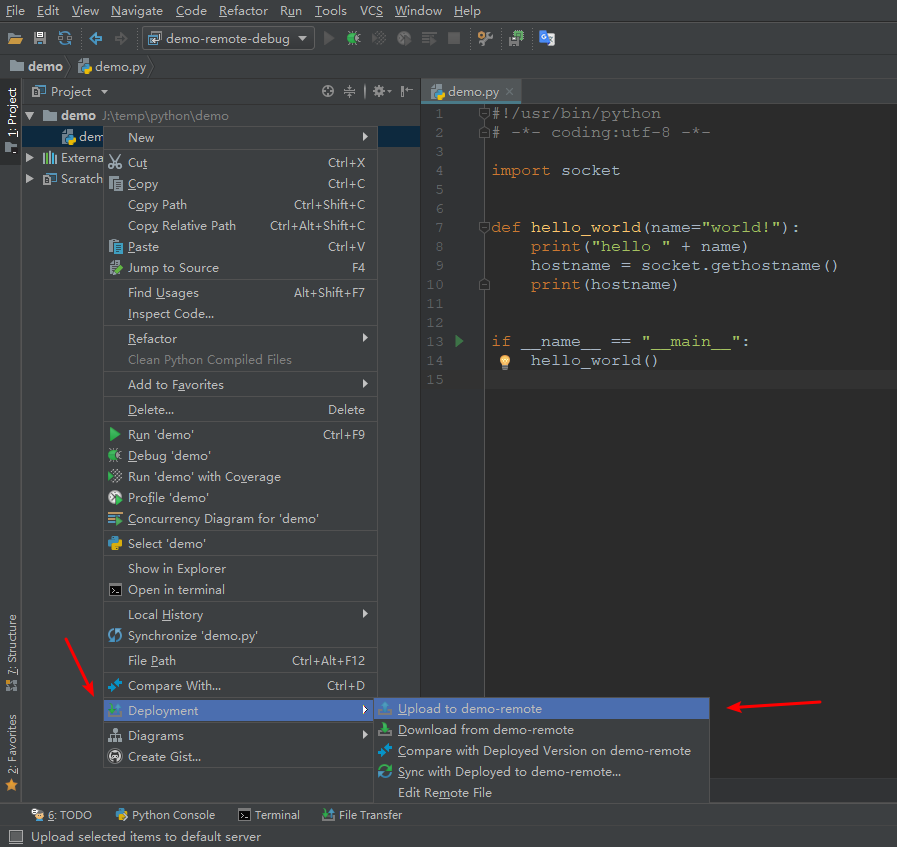 File Edit View Navigate Code Refactor Run Tools VCS Window Help
demo-remote-debug
demo demo.py
1: Project
Project
demo.py
demo J:\temp\python\demo
dem
Externa
Scratch
New
Cut Ctrl+X
Copy Ctrl+C
Copy Path Ctrl+Shift+C
Copy Relative Path Ctrl+Alt+Shift+C
Paste Ctrl+V
Jump to Source F4
Find Usages Alt+Shift+F7
Inspect Code...
Refactor
Clean Python Compiled Files
Add to Favorites
Delete... Delete
Run 'demo' Ctrl+F9
Debug 'demo'
Run 'demo' with Coverage
Profile 'demo'
Concurrency Diagram for 'demo'
Select 'demo'
Show in Explorer
Open in terminal
Local History
Synchronize 'demo.py'
File Path Ctrl+Alt+F12
Compare With... Ctrl+D
Deployment
Diagrams
Create Gist...
Upload to demo-remote
Download from demo-remote
Compare with Deployed Version on demo-remote
Sync with Deployed to demo-remote...
Edit Remote File
1 #!/usr/bin/python
2 # -*- coding:utf-8 -*-
3
4 import socket
5
6
7 def hello_world(name="world!"):
8 print("hello " + name)
9 hostname = socket.gethostname()
10 print(hostname)
11
12
13 if __name__ == "__main__":
14 hello_world()
15
7: Structure
2: Favorites
6: TODO Python Console Terminal File Transfer
Upload selected items to default server